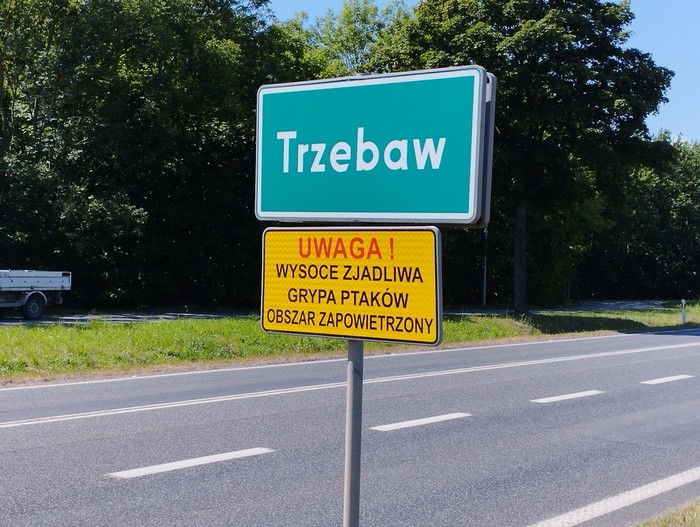 Trzebaw
UWAGA !
WYSOCE ZJADLIWA
GRYPA PTAKÓW
OBSZAR ZAPOWIETRZONY